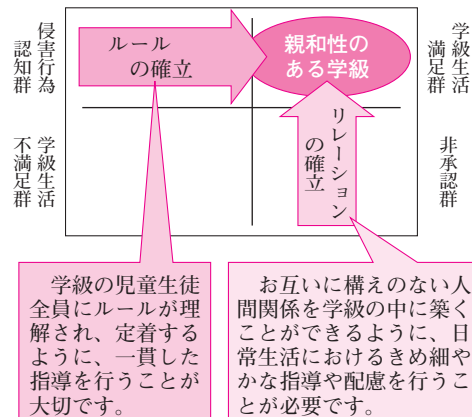 侵害行為
認知群
ルール
の確立
親和性の
ある学級
学級生活
満足群
学級生活
不満足群
リレーション
の確立
非承認群
学級の児童生徒
全員にルールが理
解され、定着する
ように、一貫した
指導を行うことが
大切です。
お互いに構えのない人
間関係を学級の中に築く
ことができるように、日
常生活におけるきめ細や
かな指導や配慮を行うこ
とが必要です。